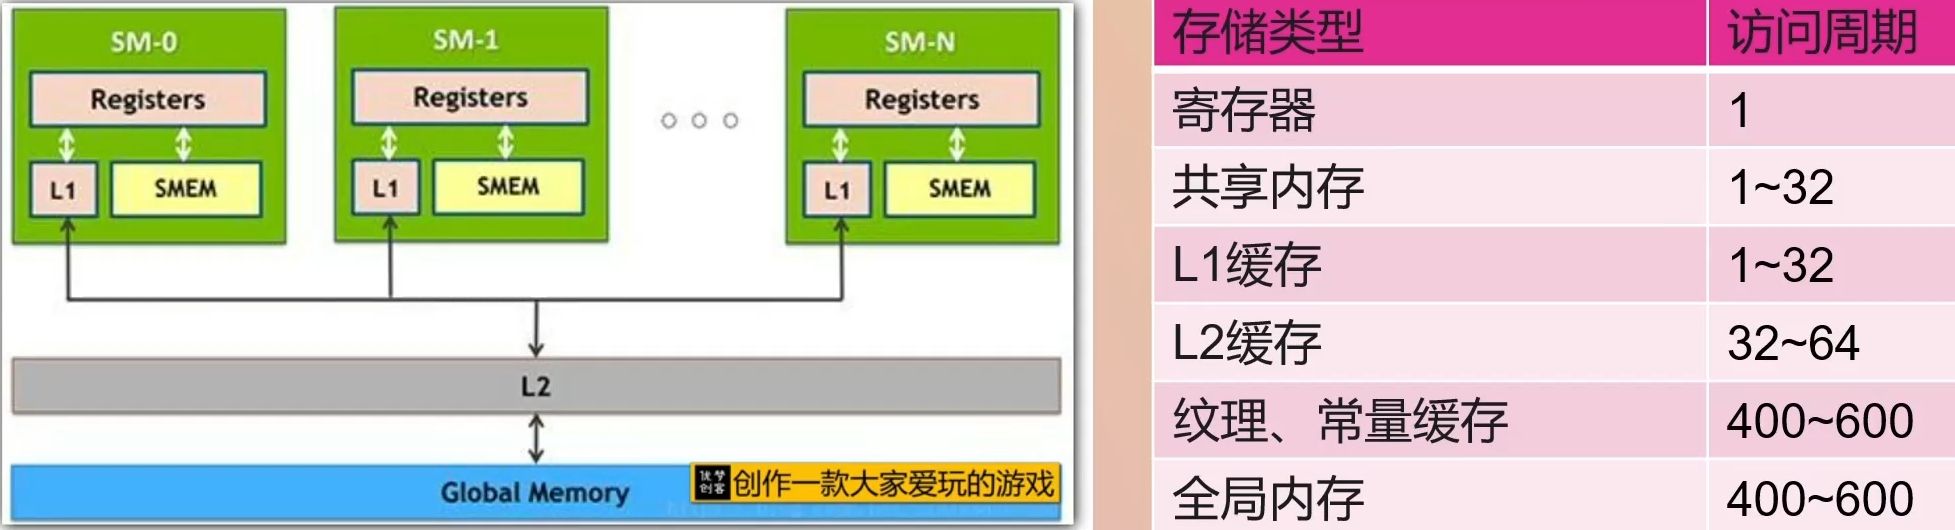 SM-0
Registers
L1
SMEM
SM-1
Registers
L1
SMEM
SM-N
Registers
L1
SMEM
L2
Global Memory
优梦
创客
创作一款大家爱玩的游戏
存储类型 访问周期
寄存器 1
共享内存 1~32
L1缓存 1~32
L2缓存 32~64
纹理、常量缓存 400~600
全局内存 400~600